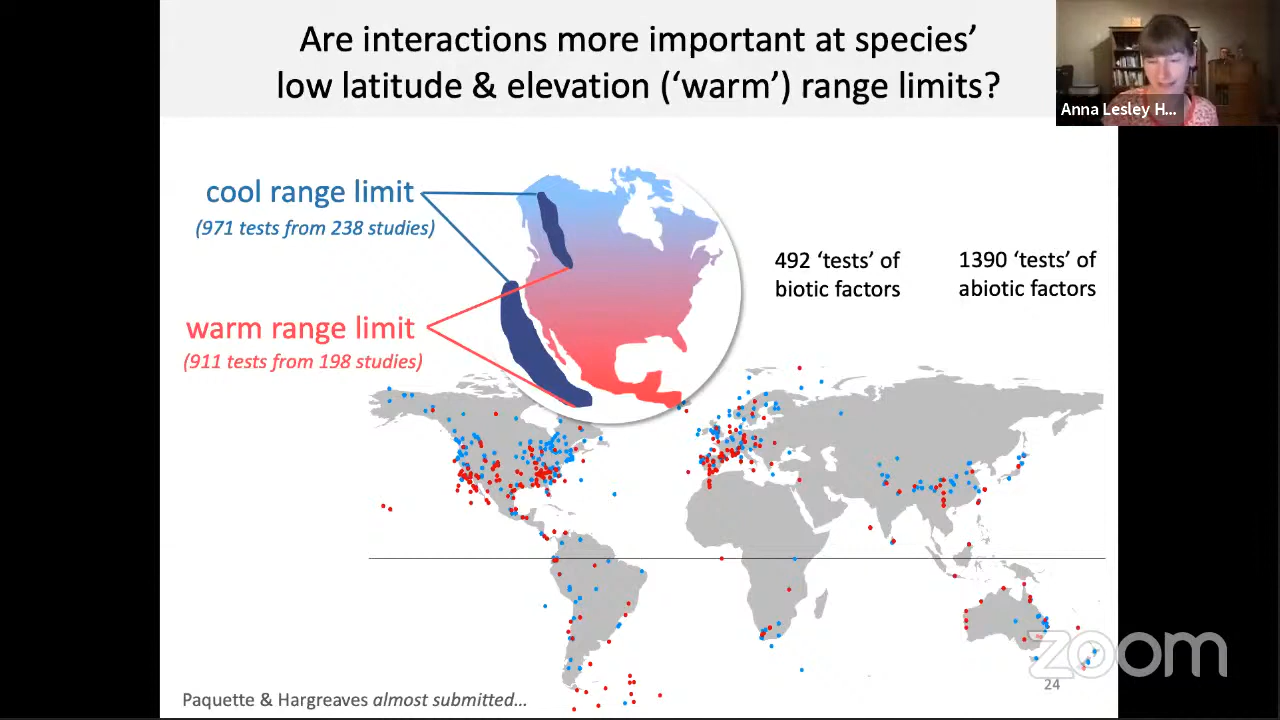 Are interactions more important at species’
low latitude & elevation (‘warm’) range limits?
Anna Lesley H...
cool range limit
(971 tests from 238 studies)
warm range limit
(911 tests from 198 studies)
492 ‘tests’ of
biotic factors
1390 ‘tests’ of
abiotic factors
zoom
24
Paquette & Hargreaves almost submitted...